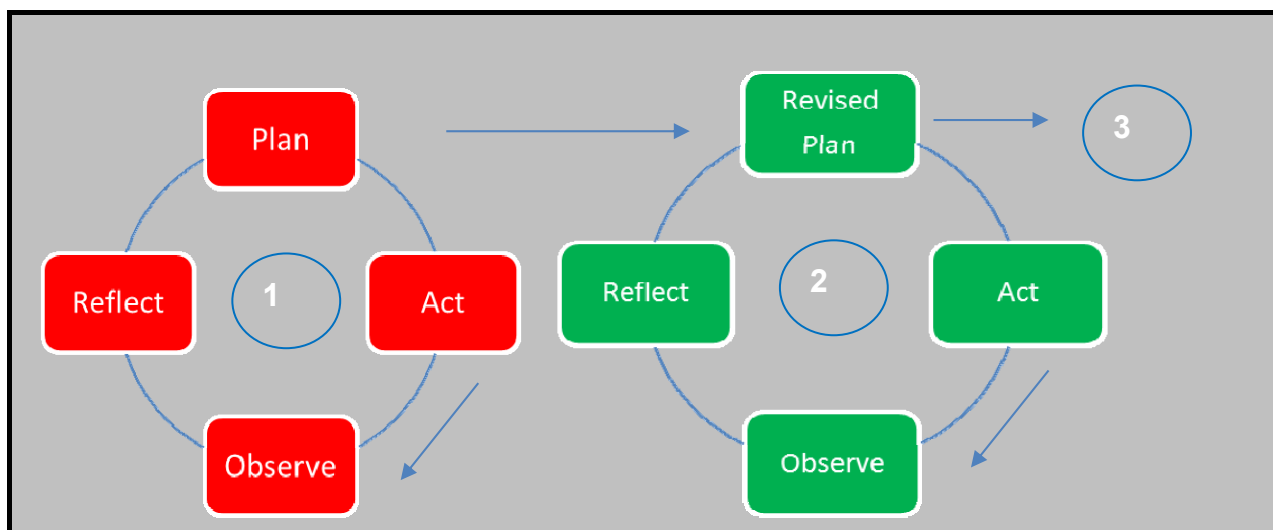 Plan
Reflect
1
Act
Observe
Revised
Plan
3
Reflect
2
Act
Observe